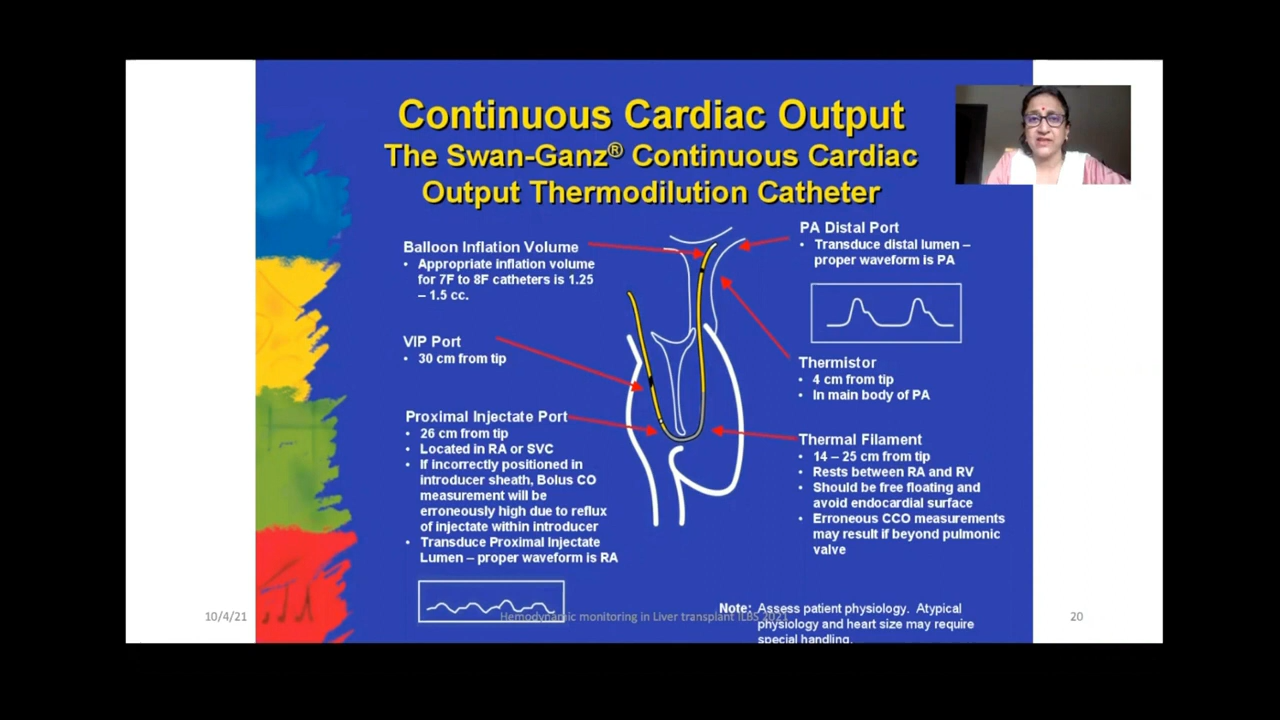 Continuous Cardiac Output
The Swan-Ganz® Continuous Cardiac
Output Thermodilution Catheter
Balloon Inflation Volume
• Appropriate inflation volume
for 7F to 8F catheters is 1.25
– 1.5 cc.
VIP Port
• 30 cm from tip
Proximal Injectate Port
• 26 cm from tip
• Located in RA or SVC
• If incorrectly positioned in
introducer sheath, Bolus CO
measurement will be
erroneously high due to reflux
of injectate within introducer
• Transduce Proximal Injectate
Lumen – proper waveform is RA
PA Distal Port
• Transduce distal lumen –
proper waveform is PA
Thermistor
• 4 cm from tip
• In main body of PA
Thermal Filament
• 14 – 25 cm from tip
• Rests between RA and RV
• Should be free floating and
avoid endocardial surface
• Erroneous CCO measurements
may result if beyond pulmonic
valve
Note: Assess patient physiology. Atypical
physiology and heart size may require
special handling.
10/4/21
Hemodynamic monitoring in Liver transplant ILBS 2021
20